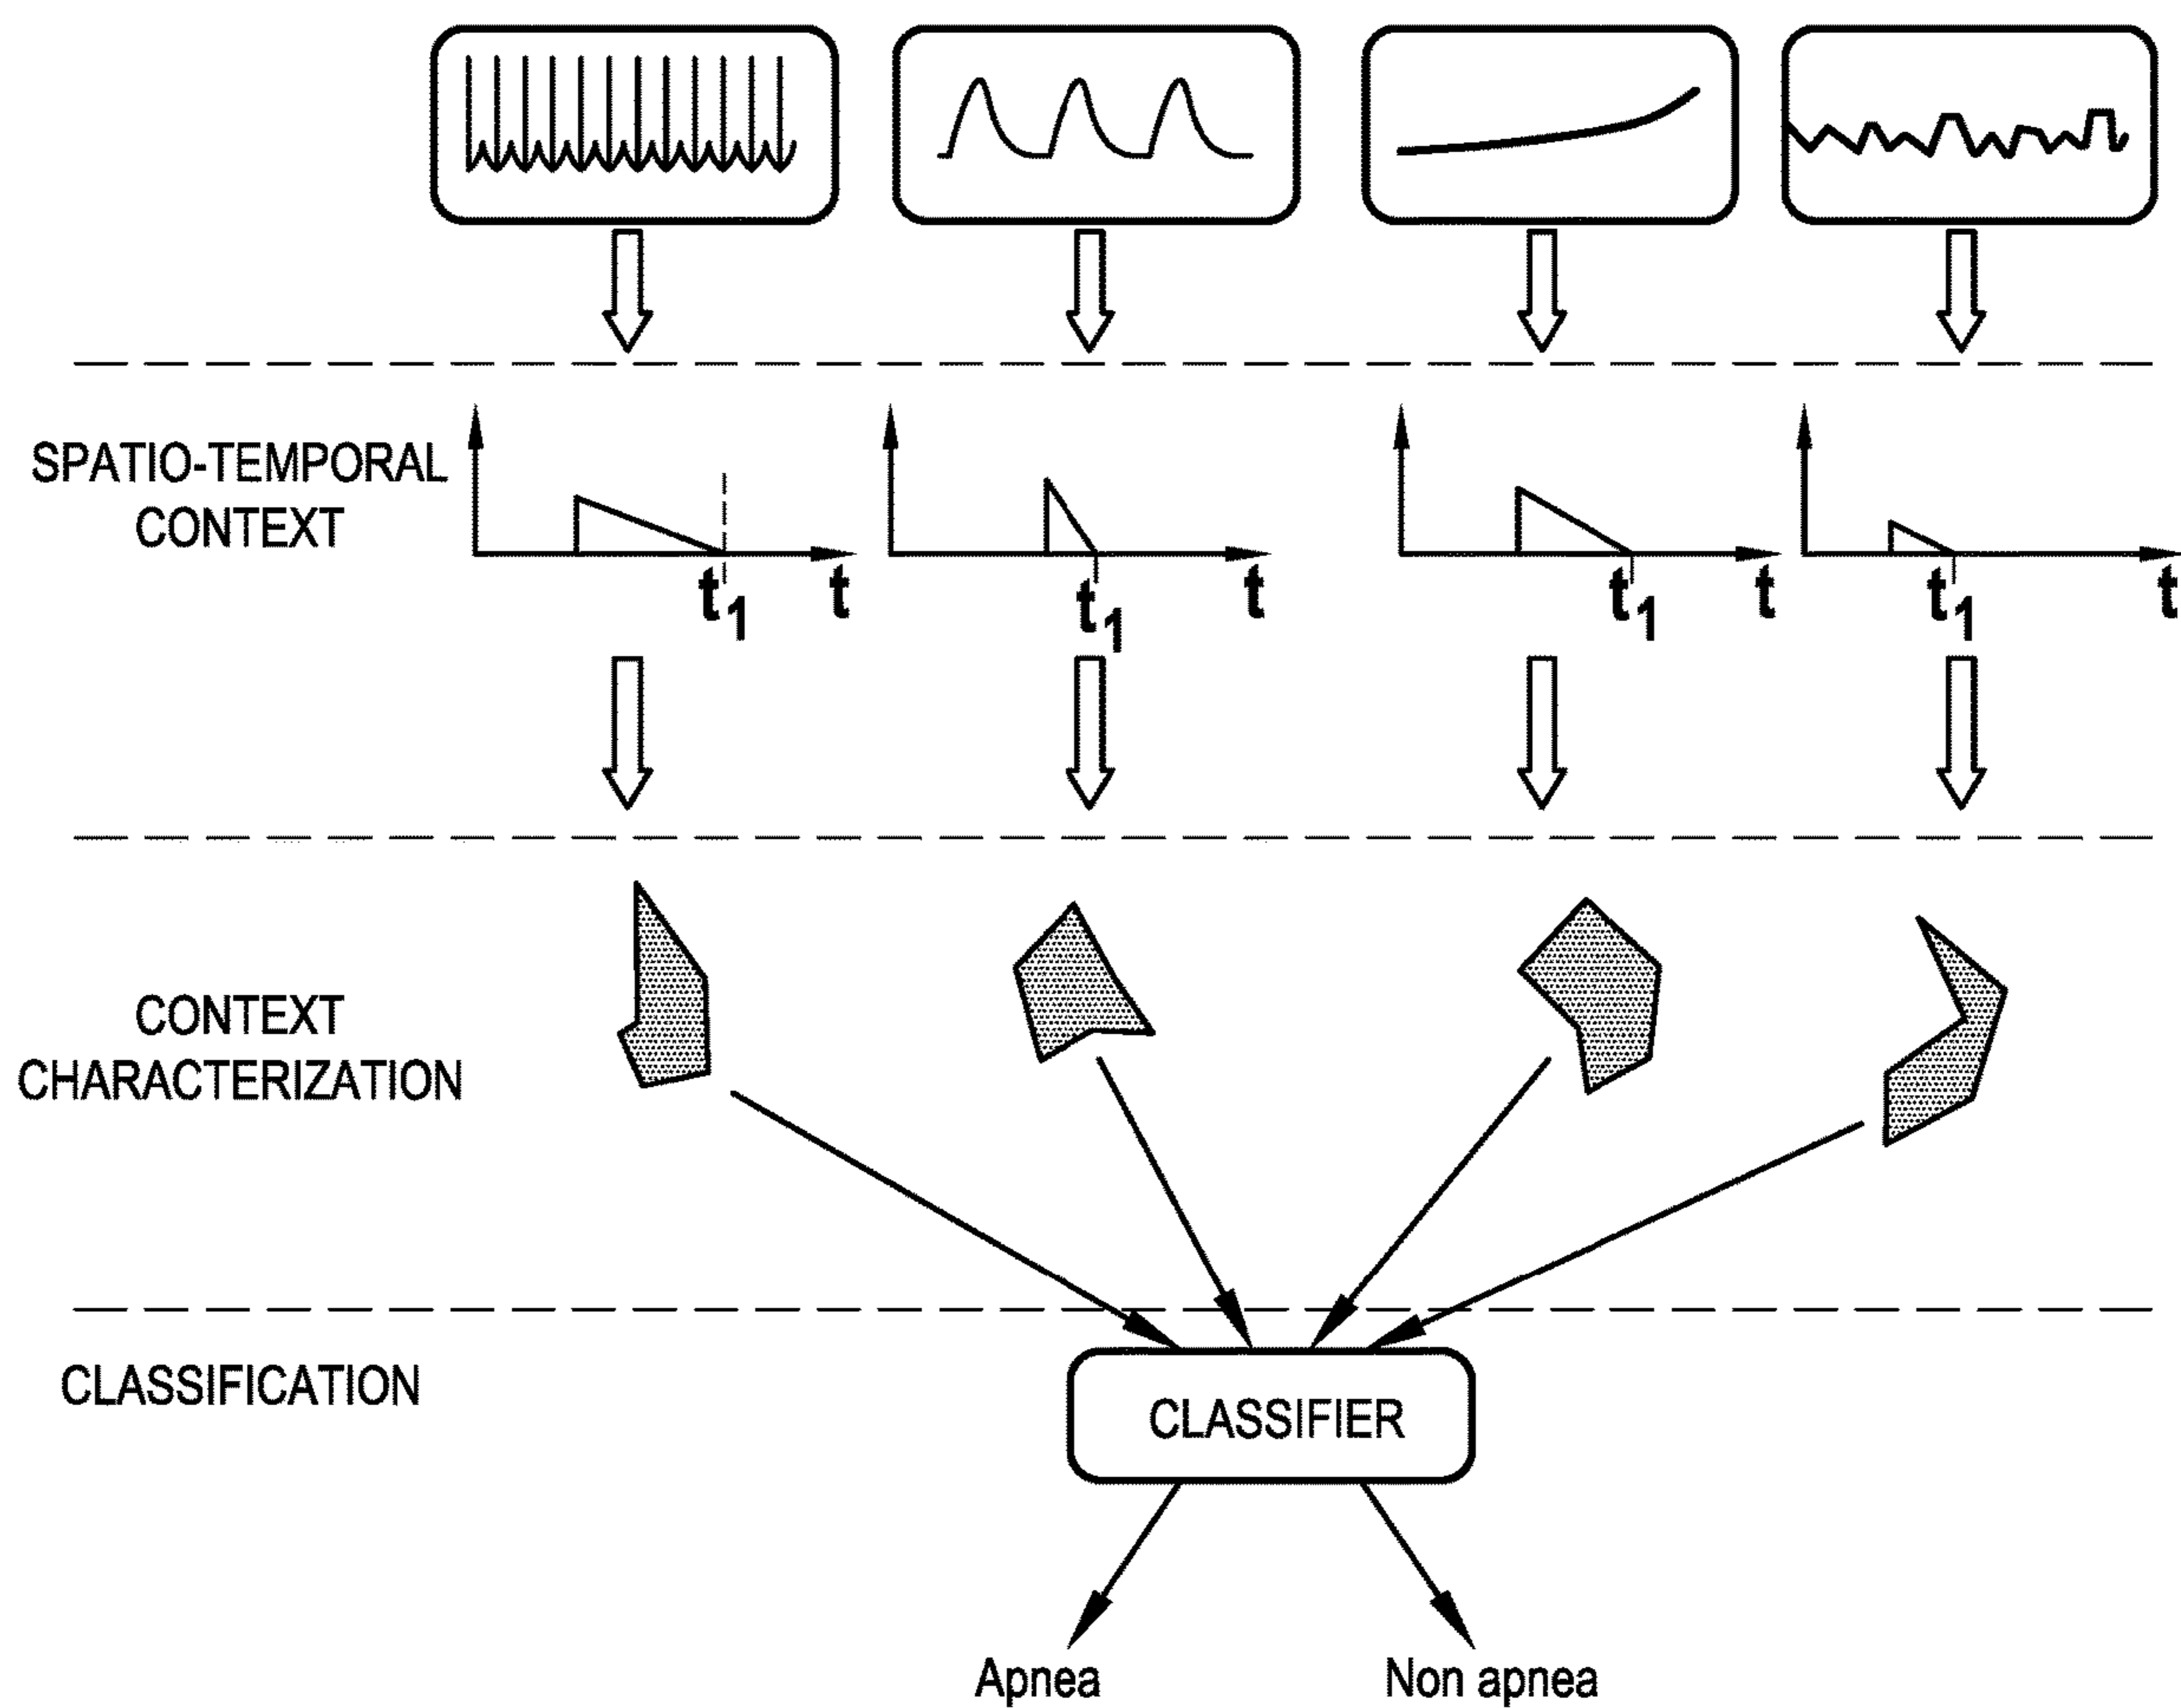 SPATIO-TEMPORAL
CONTEXT
t1 t
t1 t
t1 t
t1 t
CONTEXT
CHARACTERIZATION
CLASSIFICATION
CLASSIFIER
Apnea
Non apnea